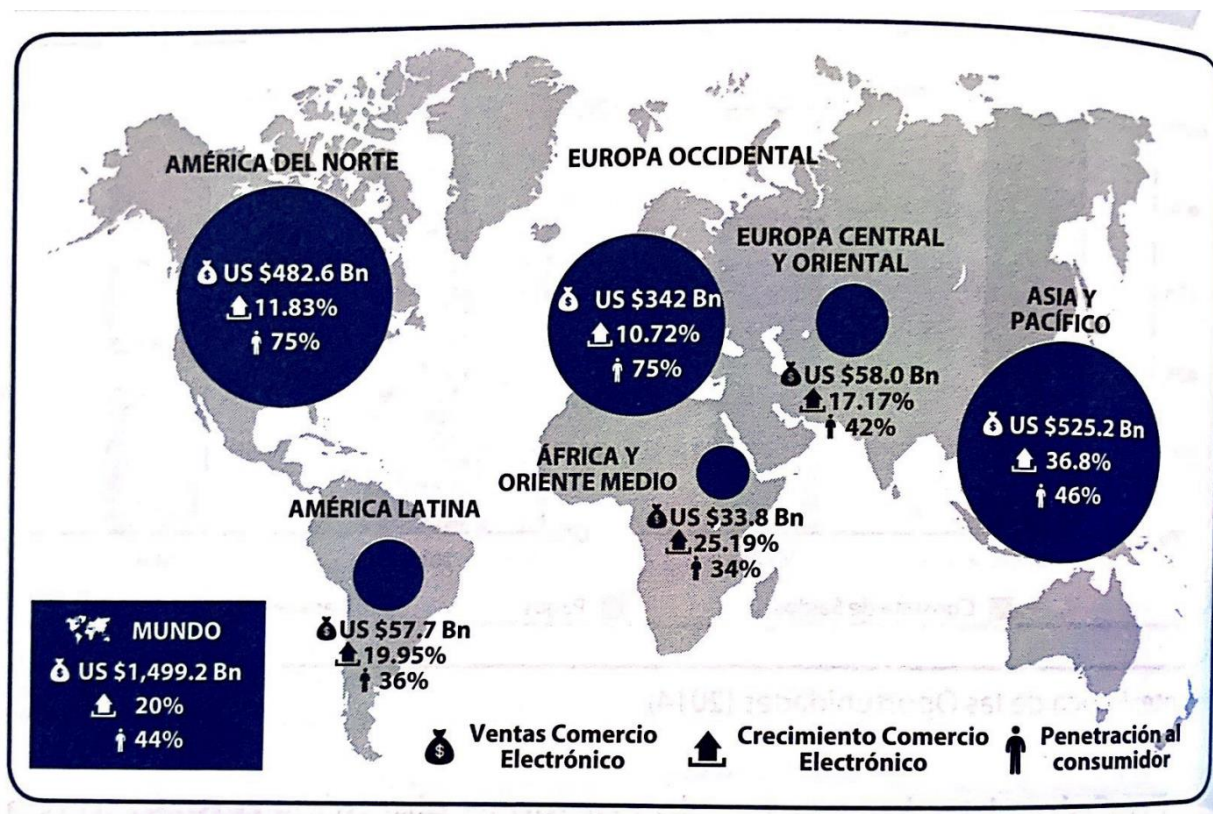 AMÉRICA DEL NORTE
US $482.6 Bn
11.83%
75%
EUROPA OCCIDENTAL
US $342 Bn
10.72%
75%
EUROPA CENTRAL
Y ORIENTAL
US $58.0 Bn
17.17%
42%
ASIA Y
PACÍFICO
US $525.2 Bn
36.8%
46%
ÁFRICA Y
ORIENTE MEDIO
US $33.8 Bn
25.19%
34%
AMÉRICA LATINA
US $57.7 Bn
19.95%
36%
MUNDO
US $1,499.2 Bn
20%
44%
Ventas Comercio
Electrónico
Crecimiento Comercio
Electrónico
Penetración al
consumidor